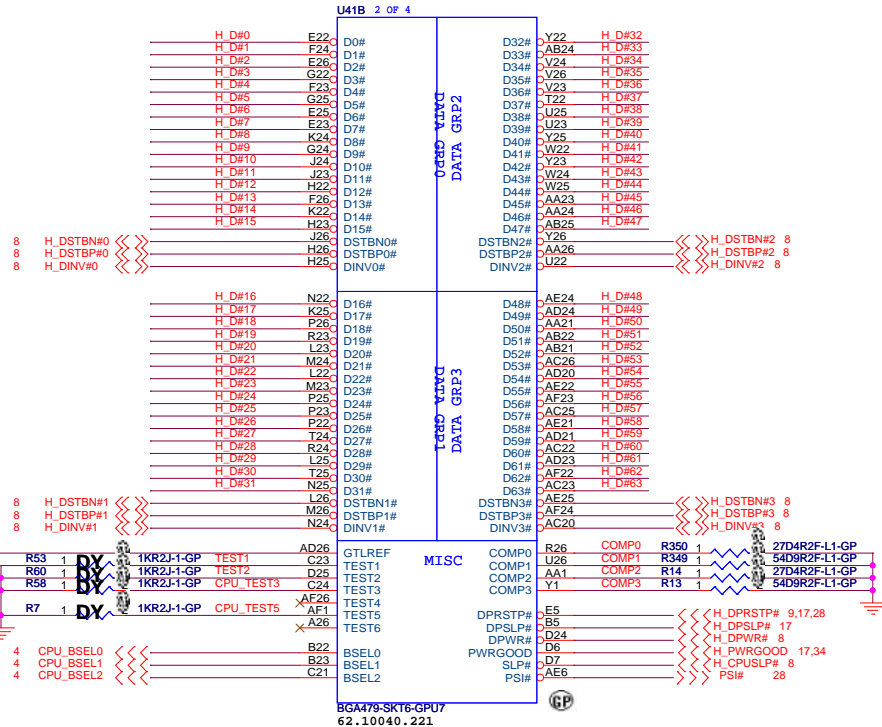 U41B 2 OF 4
H_D#0 E22 D0# D32# Y22 H_D#32
H_D#1 F24 D1# D33# AB24 H_D#33
H_D#2 E26 D2# D34# V24 H_D#34
H_D#3 G22 D3# D35# V26 H_D#35
H_D#4 F23 D4# D36# V23 H_D#36
H_D#5 G25 D5# D37# T22 H_D#37
H_D#6 E25 D6# D38# U25 H_D#38
H_D#7 E23 D7# D39# U23 H_D#39
H_D#8 K24 D8# D40# Y25 H_D#40
H_D#9 G24 D9# D41# W22 H_D#41
H_D#10 J24 D10# D42# Y23 H_D#42
H_D#11 J23 D11# D43# W24 H_D#43
H_D#12 H22 D12# D44# W25 H_D#44
H_D#13 F26 D13# D45# AA23 H_D#45
H_D#14 K22 D14# D46# AA24 H_D#46
H_D#15 H23 D15# D47# AB25 H_D#47
8 H_DSTBN#0 J26 DSTBN0# DSTBN2# Y26 H_DSTBN#2 8
8 H_DSTBP#0 H26 DSTBP0# DSTBP2# AA26 H_DSTBP#2 8
8 H_DINV#0 H25 DINV0# DINV2# U22 H_DINV#2 8
DATA GRP0
DATA GRP2
H_D#16 N22 D16# D48# AE24 H_D#48
H_D#17 K25 D17# D49# AD24 H_D#49
H_D#18 P26 D18# D50# AA21 H_D#50
H_D#19 R23 D19# D51# AB22 H_D#51
H_D#20 L23 D20# D52# AB21 H_D#52
H_D#21 M24 D21# D53# AC26 H_D#53
H_D#22 L22 D22# D54# AD20 H_D#54
H_D#23 M23 D23# D55# AE22 H_D#55
H_D#24 P25 D24# D56# AF23 H_D#56
H_D#25 P23 D25# D57# AC25 H_D#57
H_D#26 P22 D26# D58# AE21 H_D#58
H_D#27 T24 D27# D59# AD21 H_D#59
H_D#28 R24 D28# D60# AC22 H_D#60
H_D#29 L25 D29# D61# AD23 H_D#61
H_D#30 T25 D30# D62# AF22 H_D#62
H_D#31 N25 D31# D63# AC23 H_D#63
8 H_DSTBN#1 L26 DSTBN1# DSTBN3# AE25 H_DSTBN#3 8
8 H_DSTBP#1 M26 DSTBP1# DSTBP3# AF24 H_DSTBP#3 8
8 H_DINV#1 N24 DINV1# DINV3# AC20 H_DINV#3 8
DATA GRP1
DATA GRP3
MISC
AD26 GTLREF COMP0 R26 COMP0 R350 1 27D4R2F-L1-GP
R53 1 DY 1KR2J-1-GP TEST1 C23 TEST1 COMP1 U26 COMP1 R349 1 54D9R2F-L1-GP
R60 1 DY 1KR2J-1-GP TEST2 D25 TEST2 COMP2 AA1 COMP2 R14 1 27D4R2F-L1-GP
R58 1 DY 1KR2J-1-GP CPU_TEST3 C24 TEST3 COMP3 Y1 COMP3 R13 1 54D9R2F-L1-GP
AF26 TEST4
R7 1 DY 1KR2J-1-GP CPU_TEST5 AF1 TEST5 DPRSTP# E5 H_DPRSTP# 9,17,28
A26 TEST6 DPSLP# B5 H_DPSLP# 17
DPWR# D24 H_DPWR# 8
4 CPU_BSEL0 B22 BSEL0 PWRGOOD D6 H_PWRGOOD 17,34
4 CPU_BSEL1 B23 BSEL1 SLP# D7 H_CPUSLP# 8
4 CPU_BSEL2 C21 BSEL2 PSI# AE6 PSI# 28
GP
BGA479-SKT6-GPU7
62.10040.221